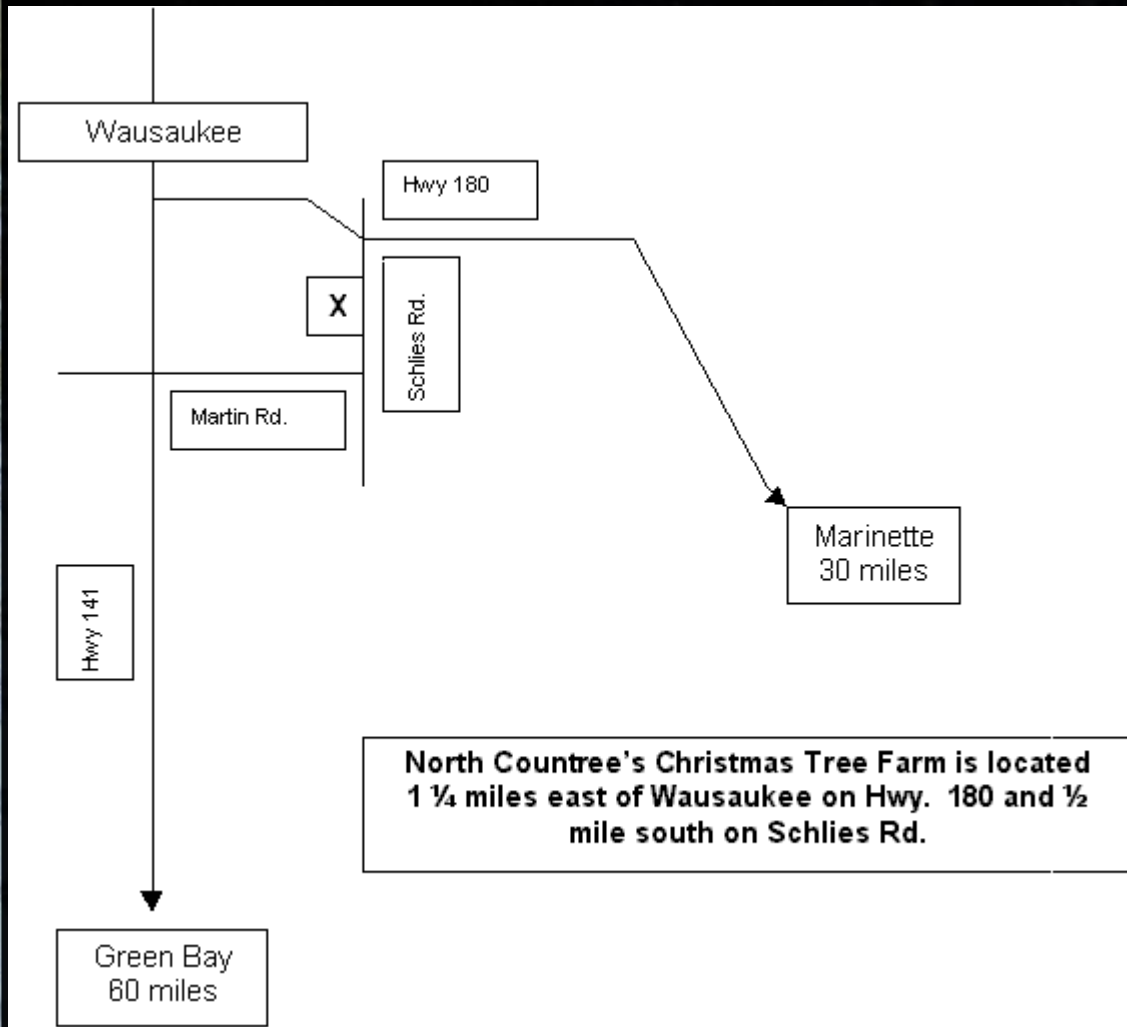 Wausaukee
Hwy 180
X
Schlies Rd.
Martin Rd.
Marinette
30 miles
Hwy 141
North Countree’s Christmas Tree Farm is located
1 ¼ miles east of Wausaukee on Hwy.  180 and ½
mile south on Schlies Rd.
Green Bay
60 miles